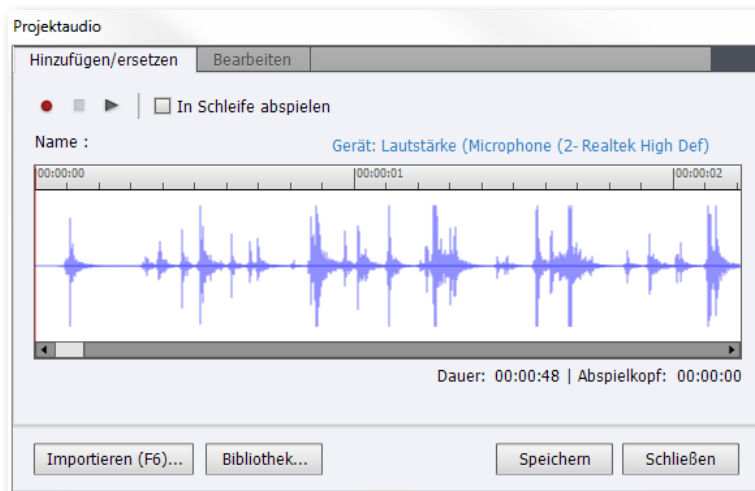 Projektaudio
Hinzufügen/ersetzen Bearbeiten
In Schleife abspielen
Name :
Gerät: Lautstärke (Microphone (2- Realtek High Def)
00:00:00 00:00:01 00:00:02
Dauer: 00:00:48 | Abspielkopf: 00:00:00
Importieren (F6)... Bibliothek... Speichern Schließen